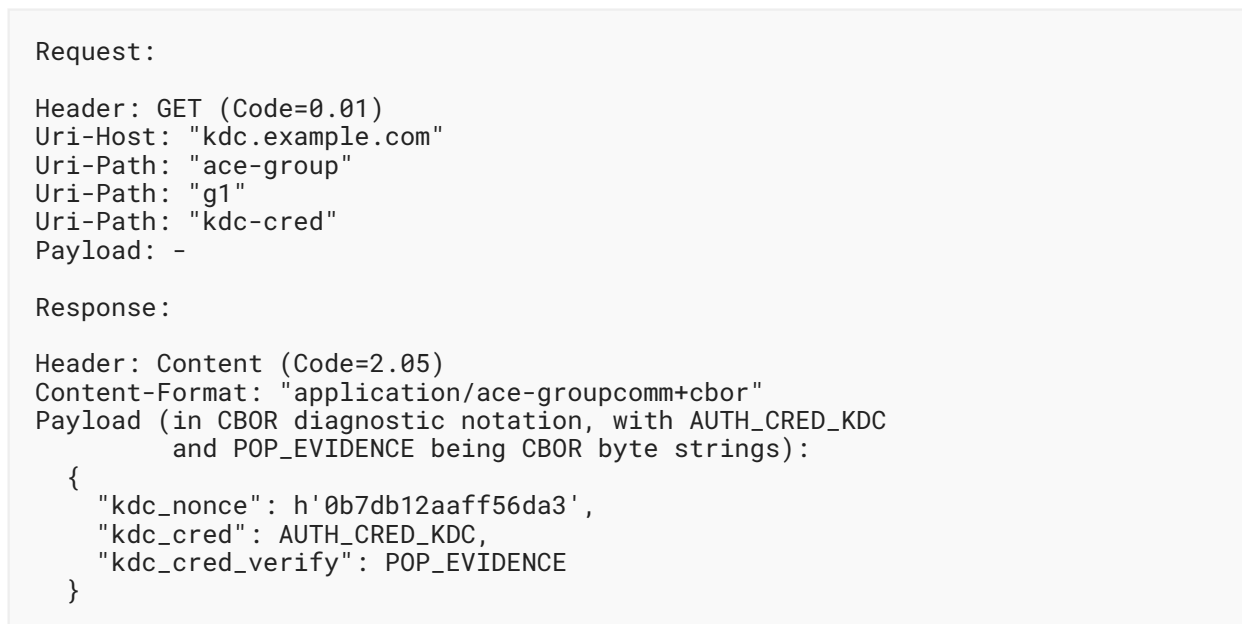 Request:
Header: GET (Code=0.01)
Uri-Host: "kdc.example.com"
Uri-Path: "ace-group"
Uri-Path: "g1"
Uri-Path: "kdc-cred"
Payload: -
Response:
Header: Content (Code=2.05)
Content-Format: "application/ace-groupcomm+cbor"
Payload (in CBOR diagnostic notation, with AUTH_CRED_KDC
and POP_EVIDENCE being CBOR byte strings):
{
"kdc_nonce": h'0b7db12aaff56da3',
"kdc_cred": AUTH_CRED_KDC,
"kdc_cred_verify": POP_EVIDENCE
}